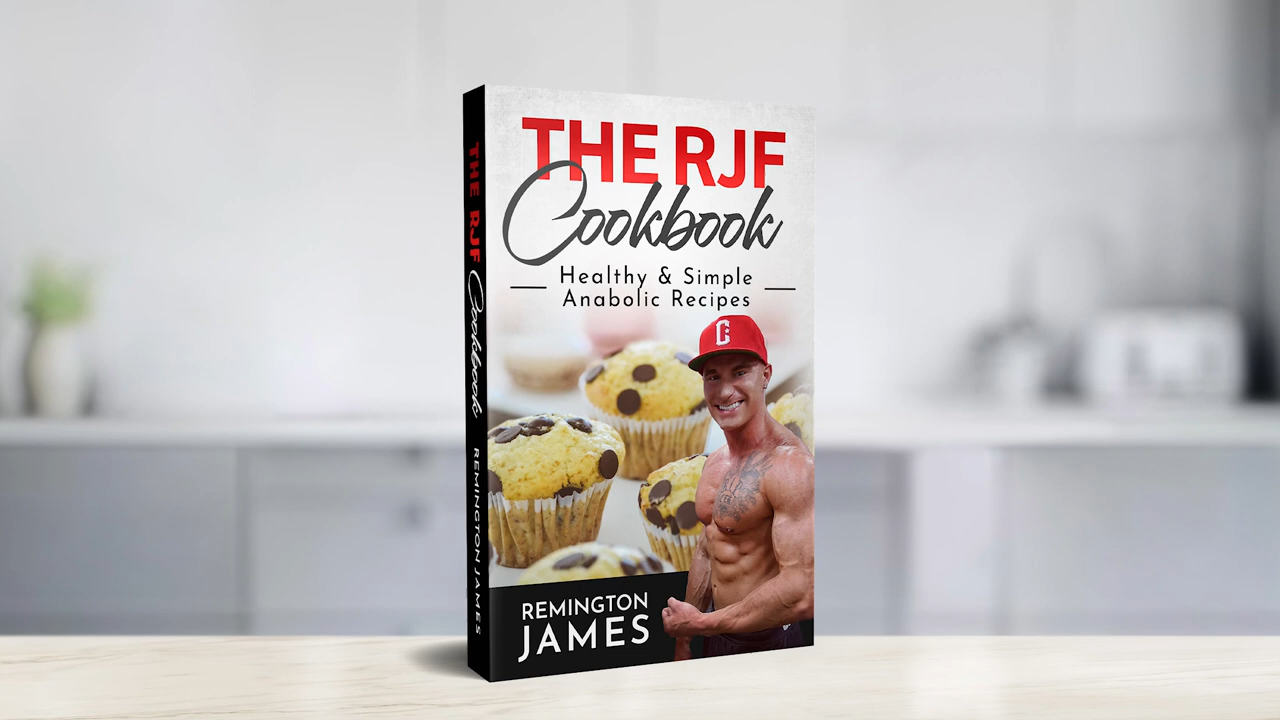 THE RJF
Cookbook
Healthy & Simple
Anabolic Recipes
C
REMINGTON
JAMES
THE RJF Cookbook REMINGTON JAMES